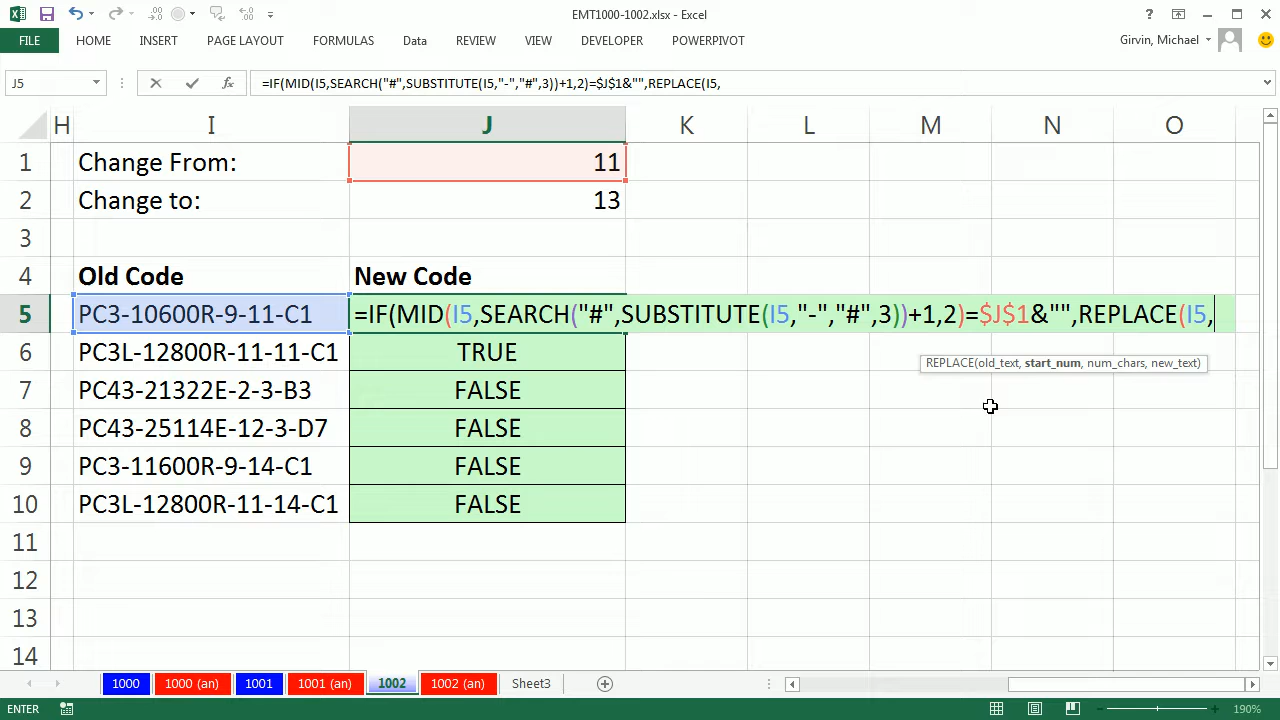 EMT1000-1002.xlsx - Excel
FILE HOME INSERT PAGE LAYOUT FORMULAS Data REVIEW VIEW DEVELOPER POWERPIVOT Girvin, Michael
J5 =IF(MID(I5,SEARCH("#",SUBSTITUTE(I5,"-","#",3))+1,2)=$J$1&"",REPLACE(I5,
H I J K L M N O
1 Change From: 11
2 Change to: 13
3
4 Old Code New Code
5 PC3-10600R-9-11-C1 =IF(MID(I5,SEARCH("#",SUBSTITUTE(I5,"-","#",3))+1,2)=$J$1&"",REPLACE(I5,
6 PC3L-12800R-11-11-C1 TRUE
REPLACE(old_text, start_num, num_chars, new_text)
7 PC43-21322E-2-3-B3 FALSE
8 PC43-25114E-12-3-D7 FALSE
9 PC3-11600R-9-14-C1 FALSE
10 PC3L-12800R-11-14-C1 FALSE
11
12
13
14
1000 1000 (an) 1001 1001 (an) 1002 1002 (an) Sheet3
ENTER 190%